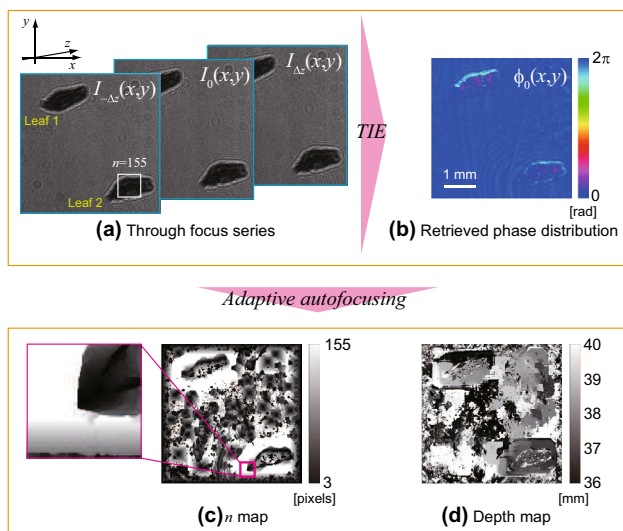 y
z
x
I−Δz(x,y)
I0(x,y)
IΔz(x,y)
Leaf 1
n=155
Leaf 2
(a) Through focus series
TIE
ϕ0(x,y)
2π
1 mm
0
[rad]
(b) Retrieved phase distribution
Adaptive autofocusing
155
3
[pixels]
(c) n map
40
39
38
37
36
[mm]
(d) Depth map